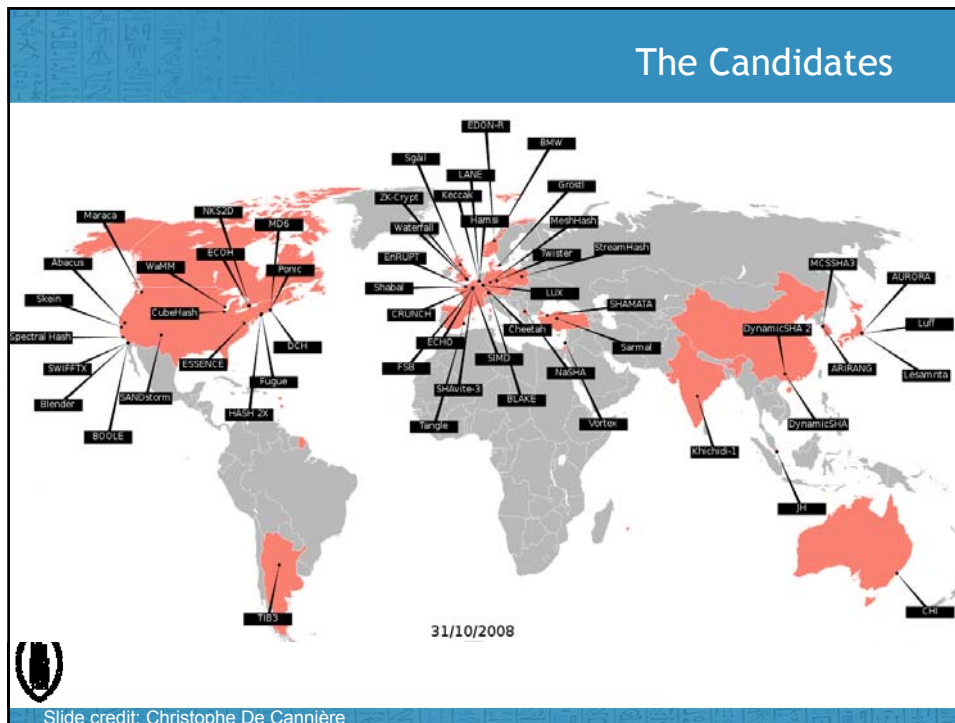 The Candidates
EDON-R
BMW
Sgàil
LANE
ZK-Crypt
Keccak
Grostl
Maraca
NKS2D
MD6
Waterfall
Hamsi
MeshHash
Abacus
WaMM
ECOH
Ponic
EnRUPT
Twister
StreamHash
MCSSHA3
AURORA
Skein
CubeHash
Shabal
LUX
SHAMATA
Spectral Hash
CRUNCH
Cheetah
DynamicSHA 2
Luff
SWIFFTX
ESSENCE
DCH
ECHO
SIMD
Sarmal
ARIRANG
Lesamnta
Blender
SANDstorm
Fugue
FSB
SHAvite-3
NaSHA
BOOLE
HASH 2X
Tangle
BLAKE
Vortex
DynamicSHA
Khichidi-1
JH
TIB3
CHI
31/10/2008
Slide credit: Christophe De Cannière